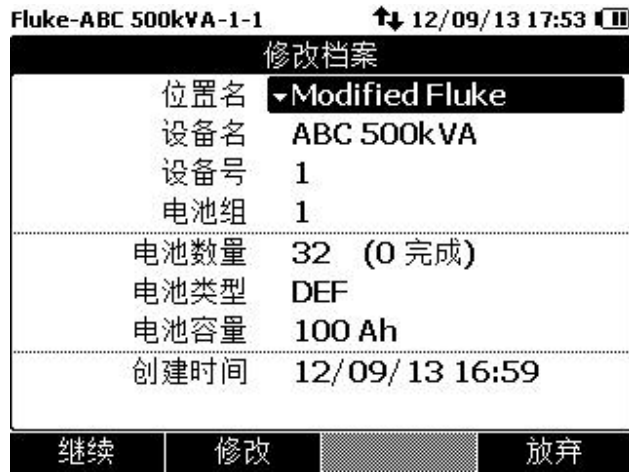 Fluke-ABC 500kVA-1-1 12/09/13 17:53
修改档案
位置名 Modified Fluke
设备名 ABC 500kVA
设备号 1
电池组 1
电池数量 32 (0 完成)
电池类型 DEF
电池容量 100 Ah
创建时间 12/09/13 16:59
继续 修改 放弃